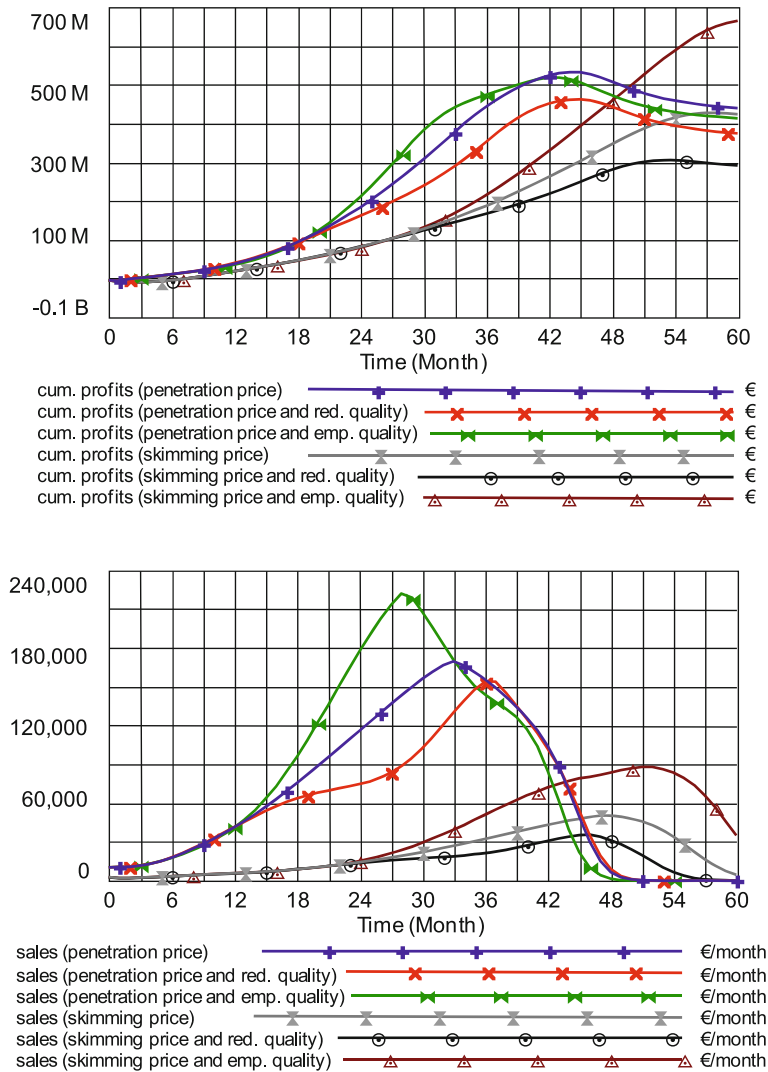 700 M
500 M
300 M
100 M
-0.1 B
0 6 12 18 24 30 36 42 48 54 60
Time (Month)
cum. profits (penetration price) €
cum. profits (penetration price and red. quality) €
cum. profits (penetration price and emp. quality) €
cum. profits (skimming price) €
cum. profits (skimming price and red. quality) €
cum. profits (skimming price and emp. quality) €
240,000
180,000
120,000
60,000
0
0 6 12 18 24 30 36 42 48 54 60
Time (Month)
sales (penetration price) €/month
sales (penetration price and red. quality) €/month
sales (penetration price and emp. quality) €/month
sales (skimming price) €/month
sales (skimming price and red. quality) €/month
sales (skimming price and emp. quality) €/month